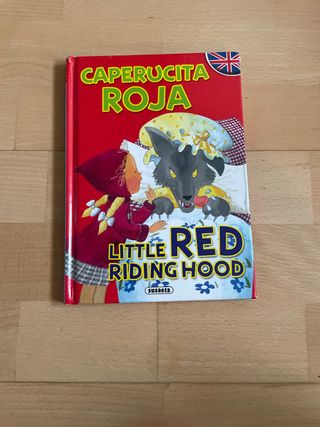 CAPERUCITA
ROJA
LITTLE RED
RIDING HOOD
susaeta